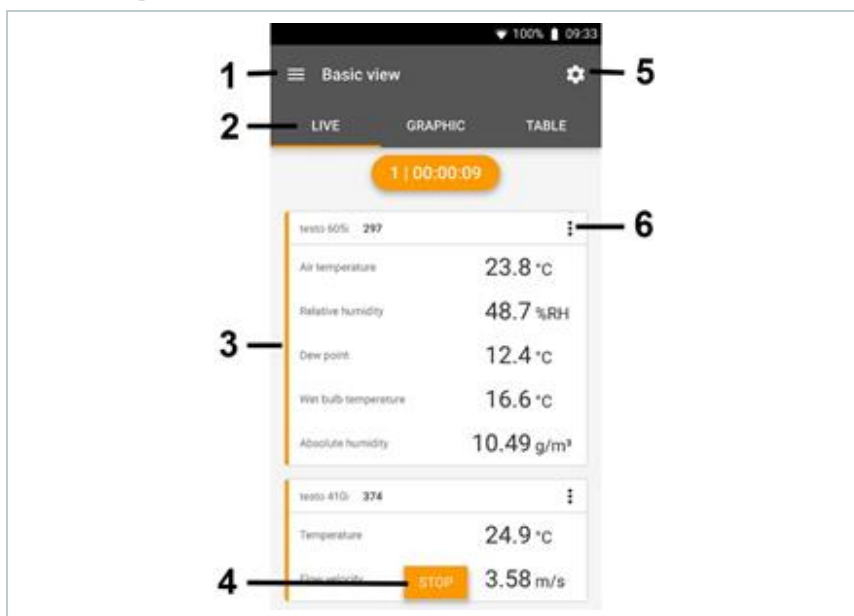 100% 09:33
1 Basic view 5
2 LIVE GRAPHIC TABLE
1 | 00:00:09
testo 605i 297 6
Air temperature 23.8 °C
Relative humidity 48.7 %RH
3 Dew point 12.4 °C
Wet bulb temperature 16.6 °C
Absolute humidity 10.49 g/m³
testo 410i 374
Temperature 24.9 °C
4 Flow velocity STOP 3.58 m/s